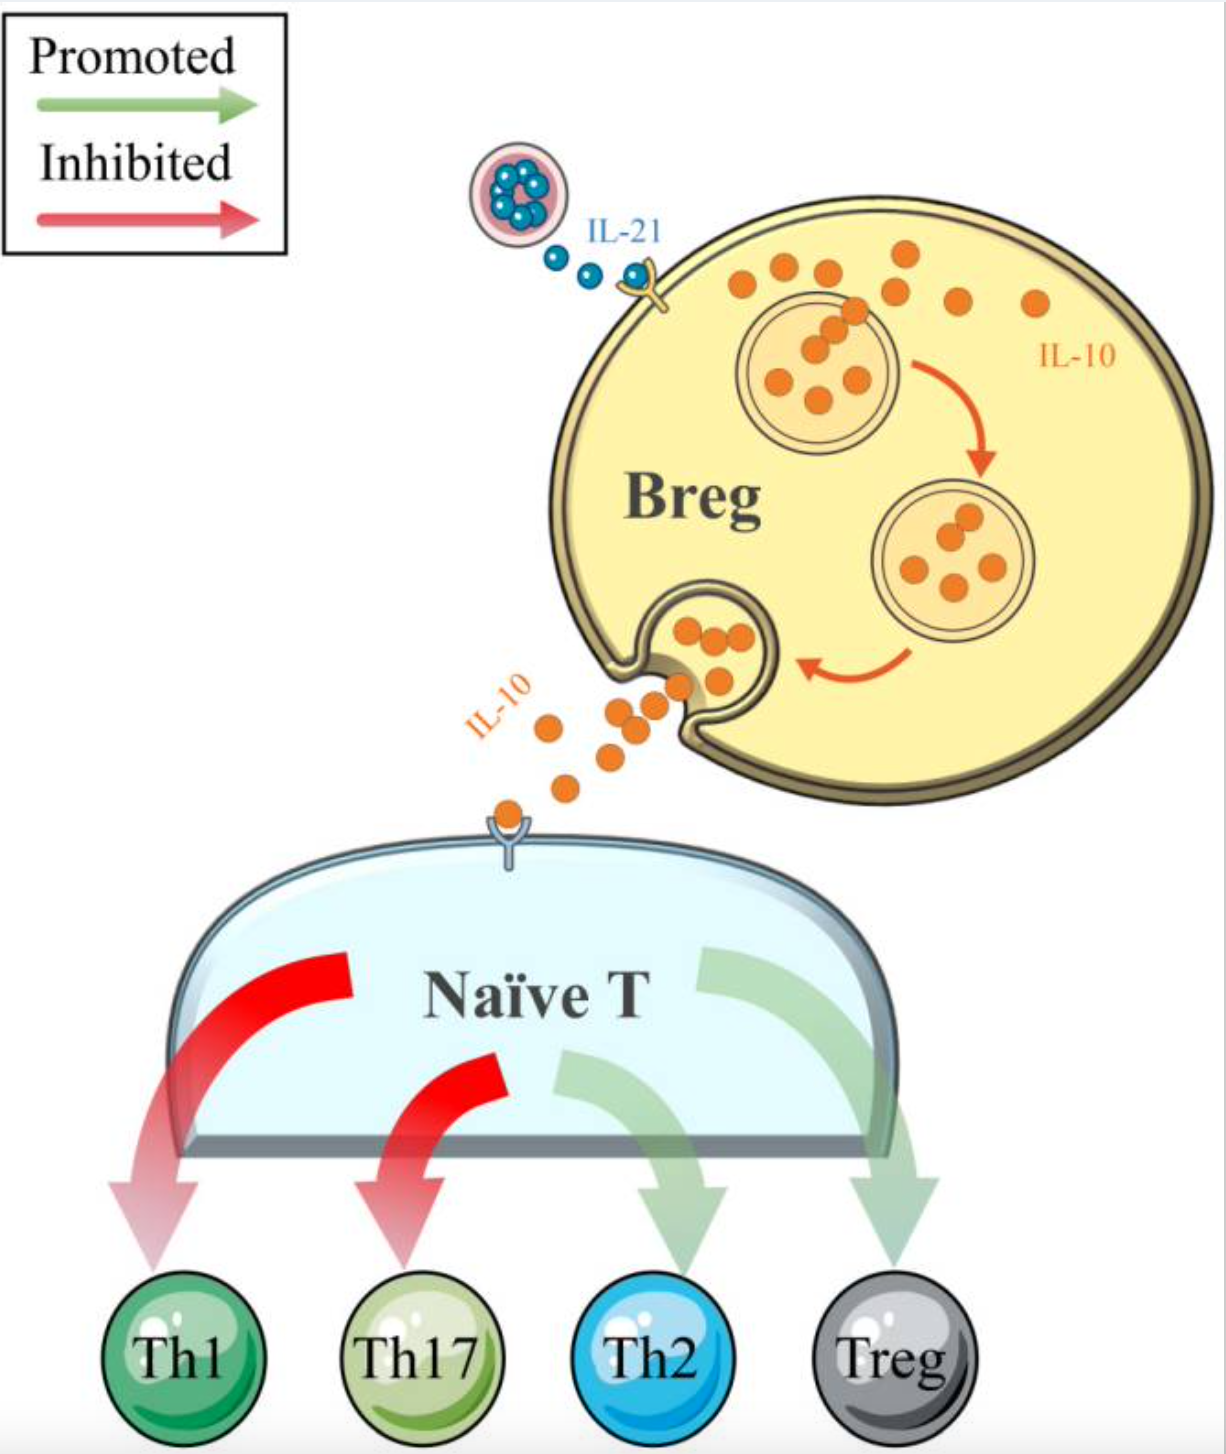 Promoted
Inhibited
IL-21
IL-10
Breg
IL-10
Naïve T
Th1
Th17
Th2
Treg